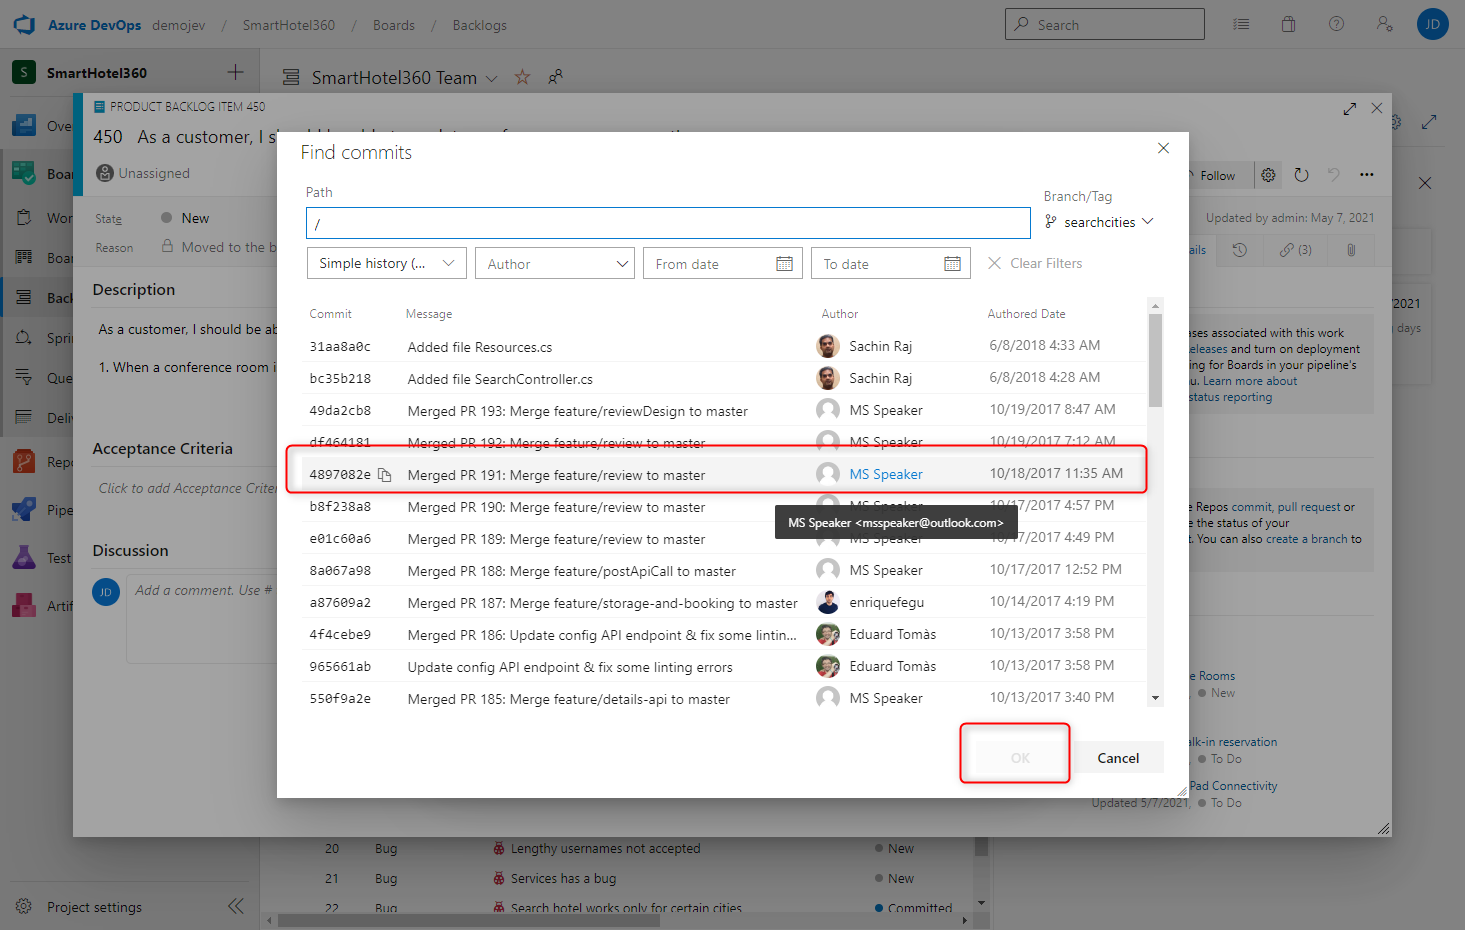 Azure DevOps demojev / SmartHotel360 / Boards / Backlogs
Search
JD
S SmartHotel360
SmartHotel360 Team
PRODUCT BACKLOG ITEM 450
450 As a customer, I
Unassigned
Follow
State New
Reason Moved to the b
Updated by admin: May 7, 2021
(3)
Description
As a customer, I should be ab
1. When a conference room i
Acceptance Criteria
Click to add Acceptance Criter
Discussion
JD
Add a comment. Use #
Find commits
Path
/
Branch/Tag
searchcities
Simple history (...
Author
From date
To date
Clear Filters
Commit Message Author Authored Date
31aa8a0c Added file Resources.cs Sachin Raj 6/8/2018 4:33 AM
bc35b218 Added file SearchController.cs Sachin Raj 6/8/2018 4:28 AM
49da2cb8 Merged PR 193: Merge feature/reviewDesign to master MS Speaker 10/19/2017 8:47 AM
df464181 Merged PR 192: Merge feature/review to master MS Speaker 10/19/2017 7:12 AM
4897082e Merged PR 191: Merge feature/review to master MS Speaker 10/18/2017 11:35 AM
b8f238a8 Merged PR 190: Merge feature/review to master 10/17/2017 4:57 PM
MS Speaker <msspeaker@outlook.com>
e01c60a6 Merged PR 189: Merge feature/review to master MS Speaker 10/17/2017 4:49 PM
8a067a98 Merged PR 188: Merge feature/postApiCall to master MS Speaker 10/17/2017 12:52 PM
a87609a2 Merged PR 187: Merge feature/storage-and-booking to master enriquefegu 10/14/2017 4:19 PM
4f4cebe9 Merged PR 186: Update config API endpoint & fix some lintin... Eduard Tomàs 10/13/2017 3:58 PM
965661ab Update config API endpoint & fix some linting errors Eduard Tomàs 10/13/2017 3:58 PM
550f9a2e Merged PR 185: Merge feature/details-api to master MS Speaker 10/13/2017 3:40 PM
OK
Cancel
ails
ases associated with this work
eleases and turn on deployment
ing for Boards in your pipeline's
u. Learn more about
status reporting
/2021
days
e Repos commit, pull request or
e the status of your
t. You can also create a branch to
e Rooms
New
alk-in reservation
To Do
Pad Connectivity
Updated 5/7/2021, To Do
Ove
Boa
Wor
Boa
Back
Spri
Que
Deli
Repo
Pipe
Test
Artif
20 Bug Lengthy usernames not accepted New
21 Bug Services has a bug New
22 Bug Search hotel works only for certain cities Committed
Project settings